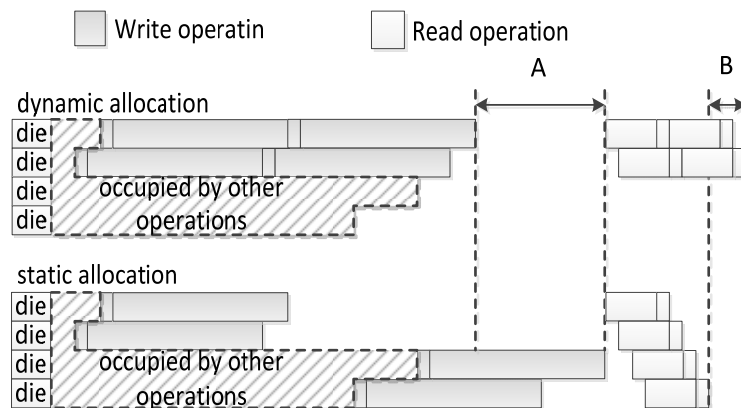 Write operatin
Read operation
A
B
dynamic allocation
die
die
die
die
occupied by other
operations
static allocation
die
die
die
die
occupied by other
operations